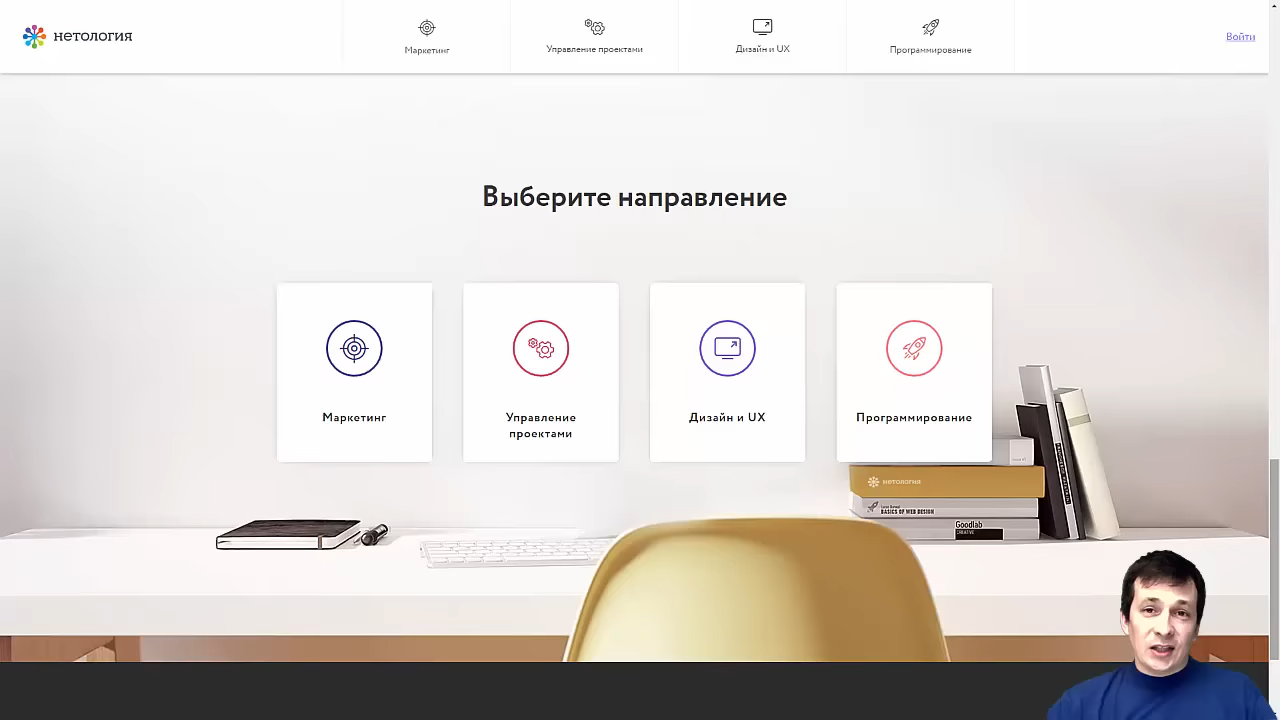 нетология
Маркетинг
Управление проектами
Дизайн и UX
Программирование
Войти
Выберите направление
Маркетинг
Управление
проектами
Дизайн и UX
Программирование
нетология
BASICS OF WEB DESIGN
Goodlab
CREATIVE